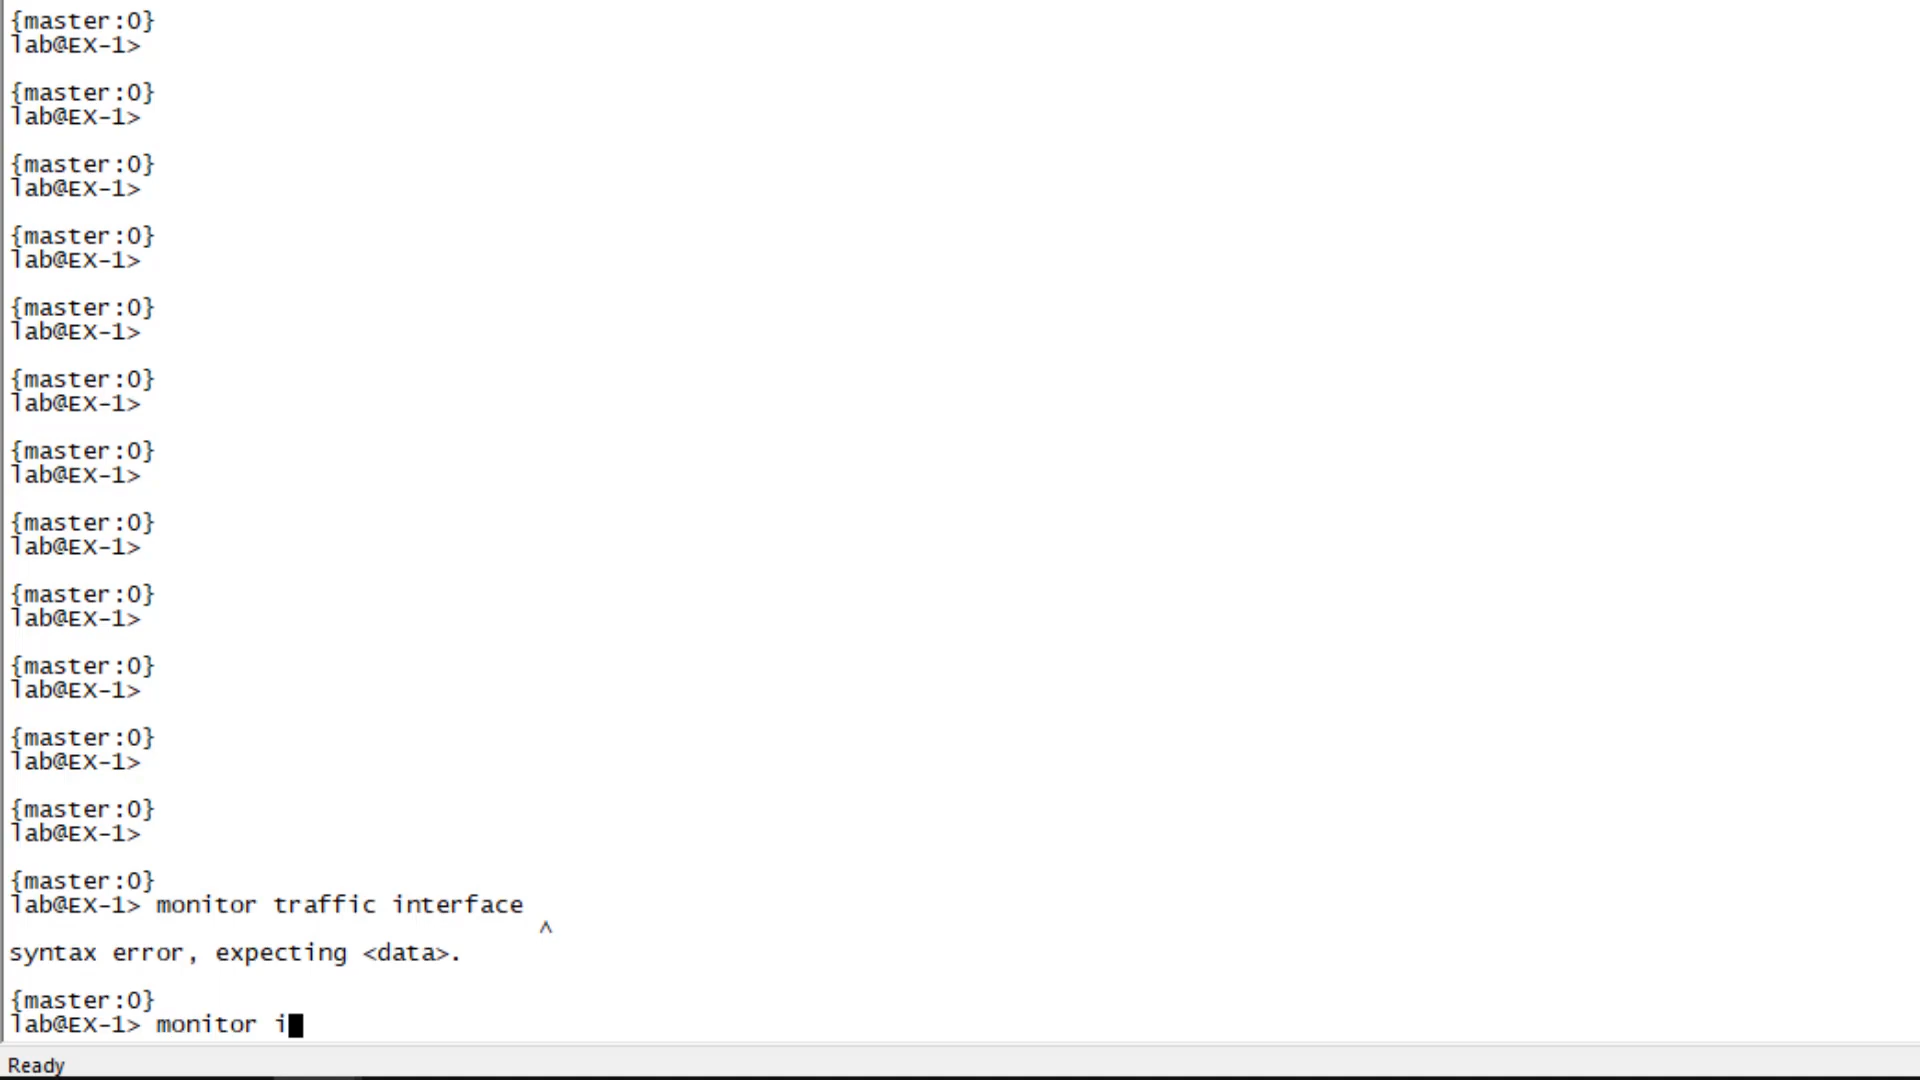 {master:0}
lab@EX-1>
{master:0}
lab@EX-1>
{master:0}
lab@EX-1>
{master:0}
lab@EX-1>
{master:0}
lab@EX-1>
{master:0}
lab@EX-1>
{master:0}
lab@EX-1>
{master:0}
lab@EX-1>
{master:0}
lab@EX-1>
{master:0}
lab@EX-1>
{master:0}
lab@EX-1>
{master:0}
lab@EX-1>
{master:0}
lab@EX-1> monitor traffic interface
^
syntax error, expecting <data>.
{master:0}
lab@EX-1> monitor i
Ready